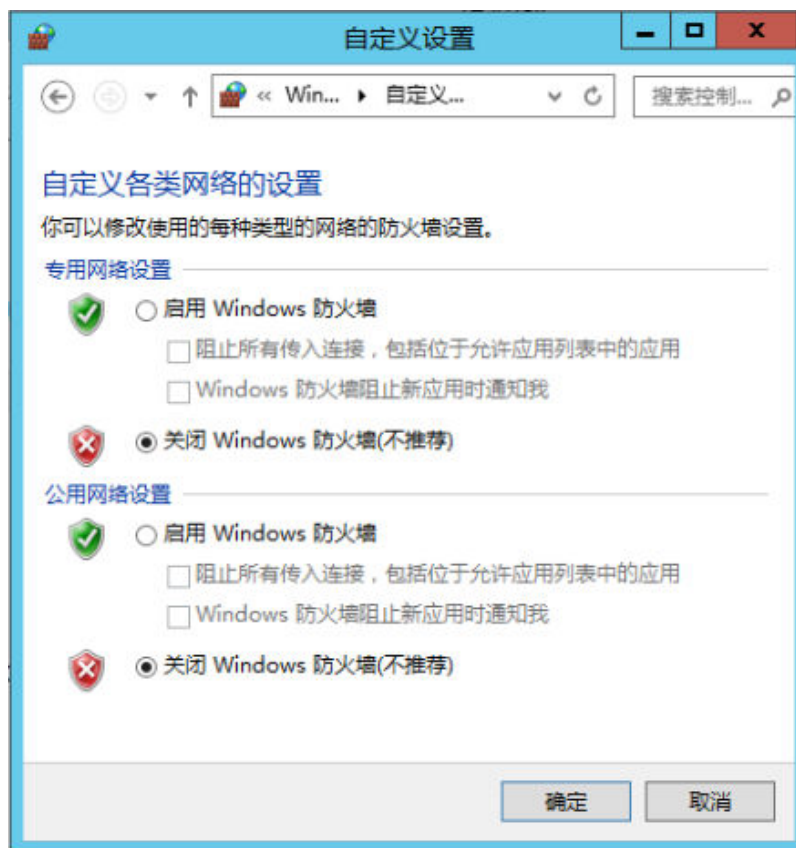 自定义设置
« Win... 自定义... 搜索控制...
自定义各类网络的设置
你可以修改使用的每种类型的网络的防火墙设置。
专用网络设置
启用 Windows 防火墙
阻止所有传入连接，包括位于允许应用列表中的应用
Windows 防火墙阻止新应用时通知我
关闭 Windows 防火墙(不推荐)
公用网络设置
启用 Windows 防火墙
阻止所有传入连接，包括位于允许应用列表中的应用
Windows 防火墙阻止新应用时通知我
关闭 Windows 防火墙(不推荐)
确定 取消